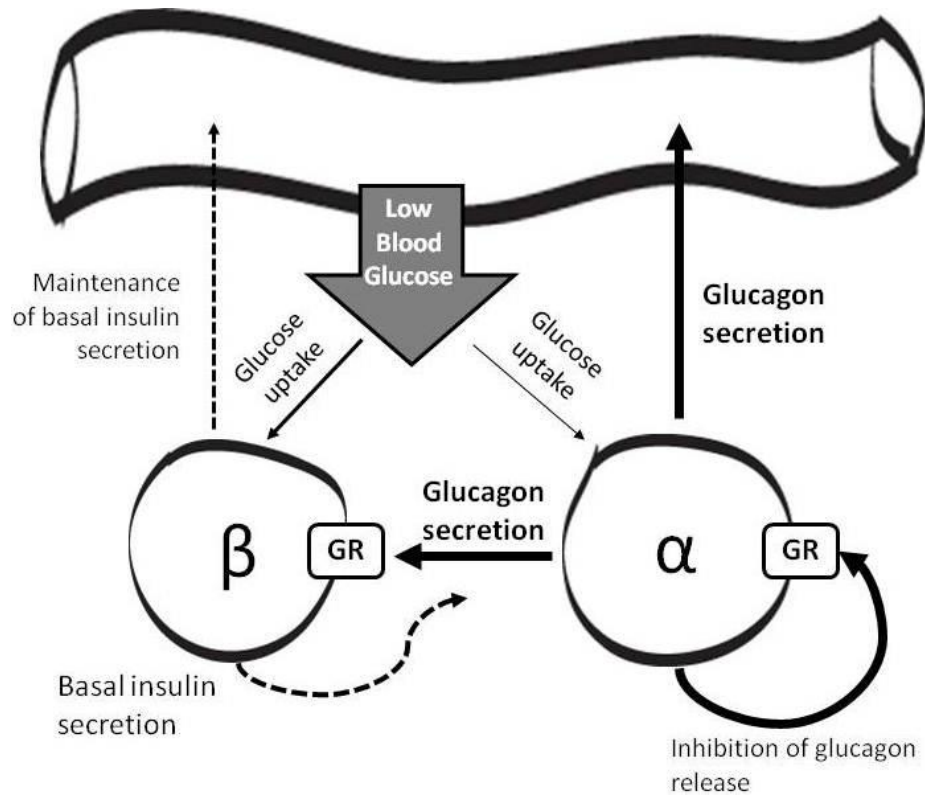 Low
Blood
Glucose
Maintenance
of basal insulin
secretion
Glucose
uptake
Glucose
uptake
Glucagon
secretion
Glucagon
secretion
β
GR
α
GR
Basal insulin
secretion
Inhibition of glucagon
release